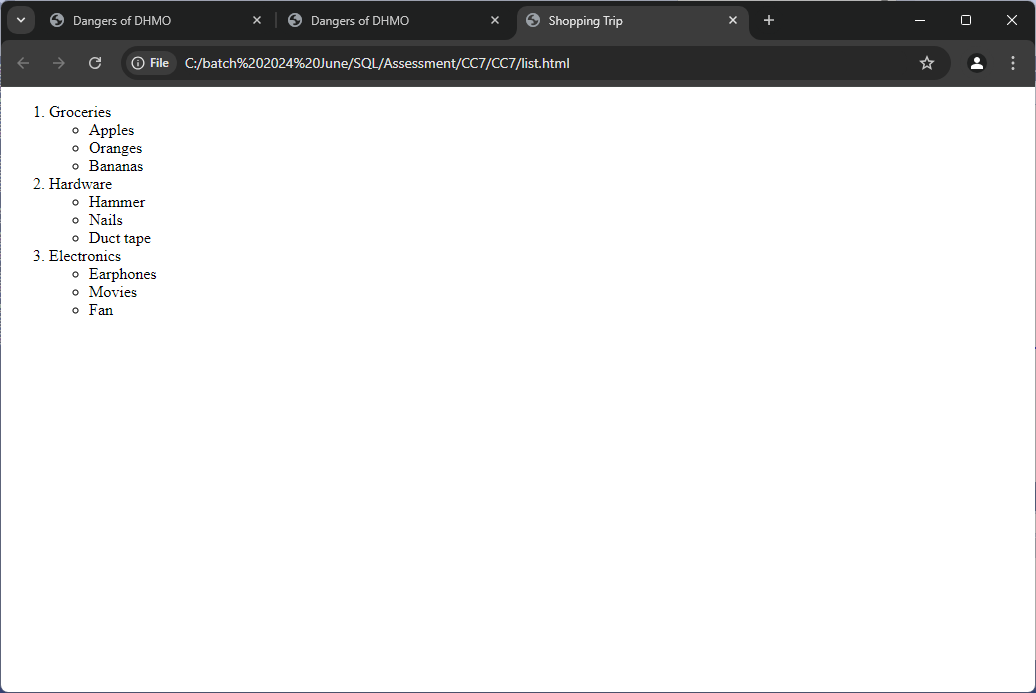 Dangers of DHMO
Dangers of DHMO
Shopping Trip
File C:/batch%202024%20June/SQL/Assessment/CC7/CC7/list.html
1. Groceries
Apples
Oranges
Bananas
2. Hardware
Hammer
Nails
Duct tape
3. Electronics
Earphones
Movies
Fan